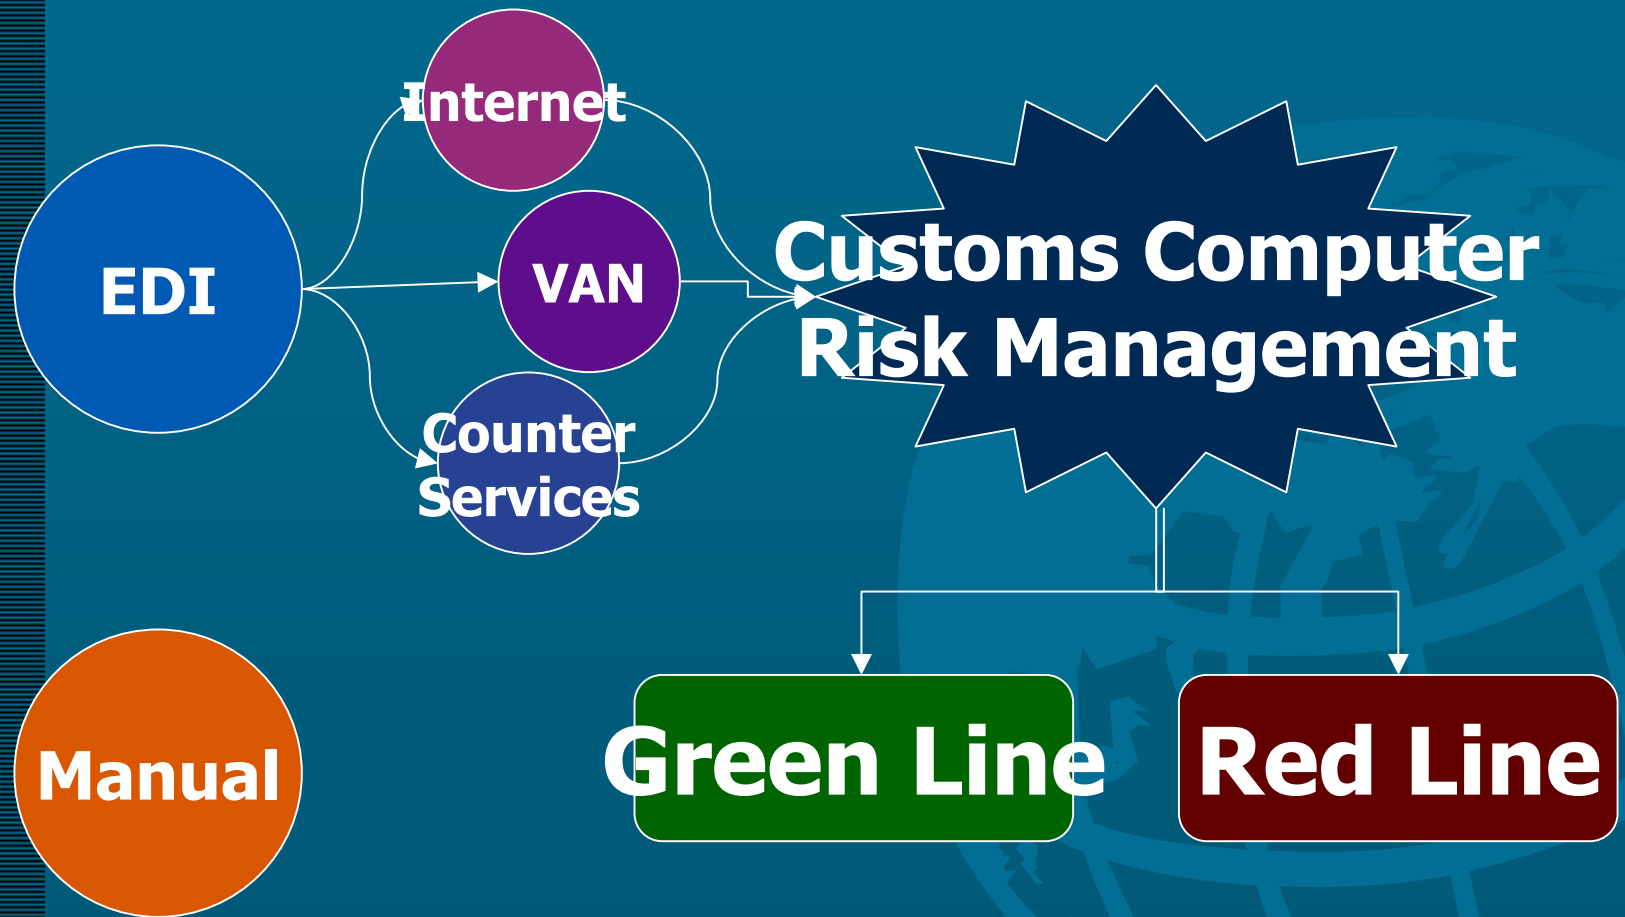 Internet
EDI
VAN
Customs Computer
Risk Management
Counter
Services
Manual
Green Line
Red Line